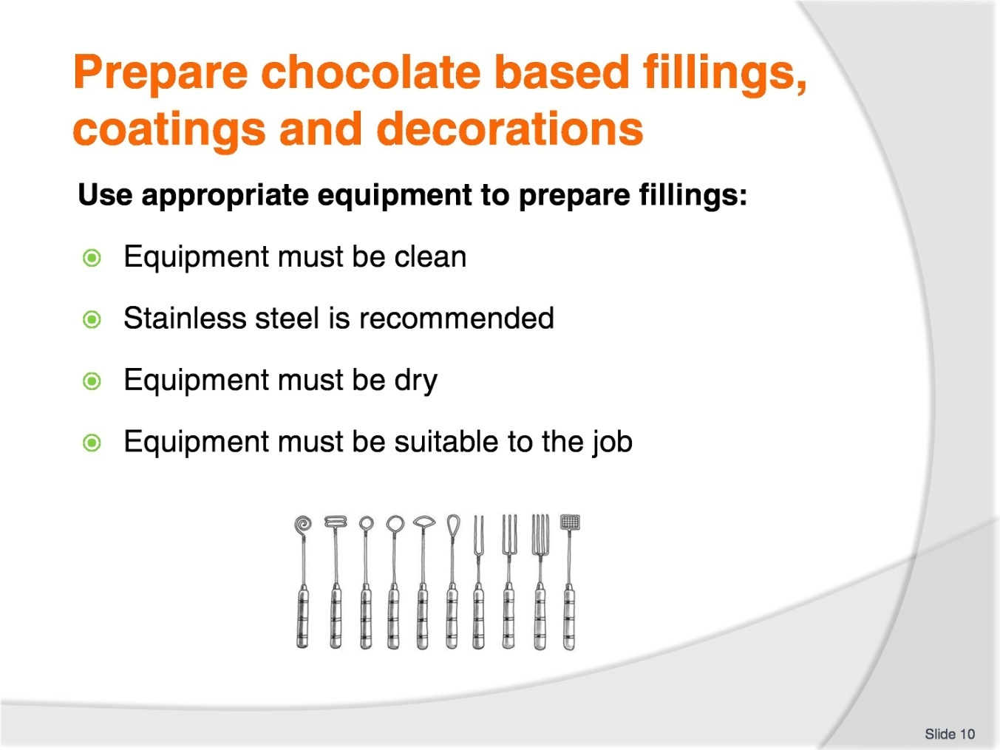 Prepare chocolate based fillings,
coatings and decorations
Use appropriate equipment to prepare fillings:
Equipment must be clean
Stainless steel is recommended
Equipment must be dry
Equipment must be suitable to the job
Slide 10